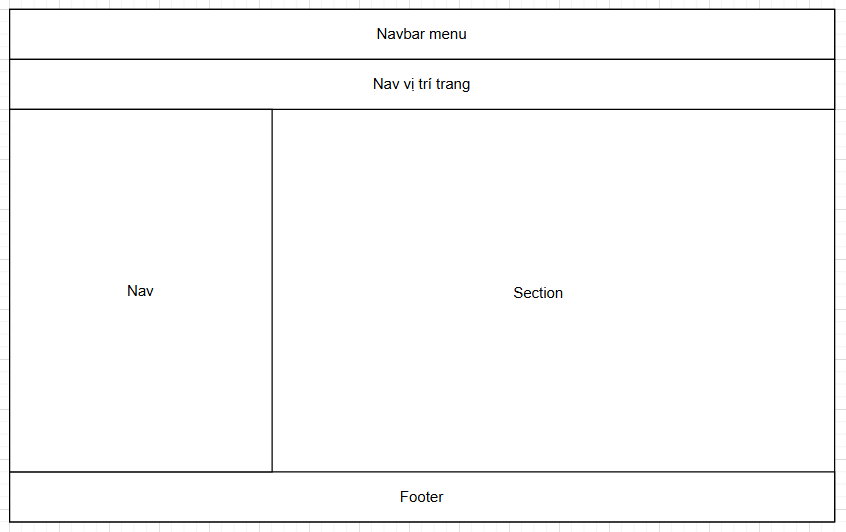 Navbar menu
Nav vị trí trang
Nav
Section
Footer